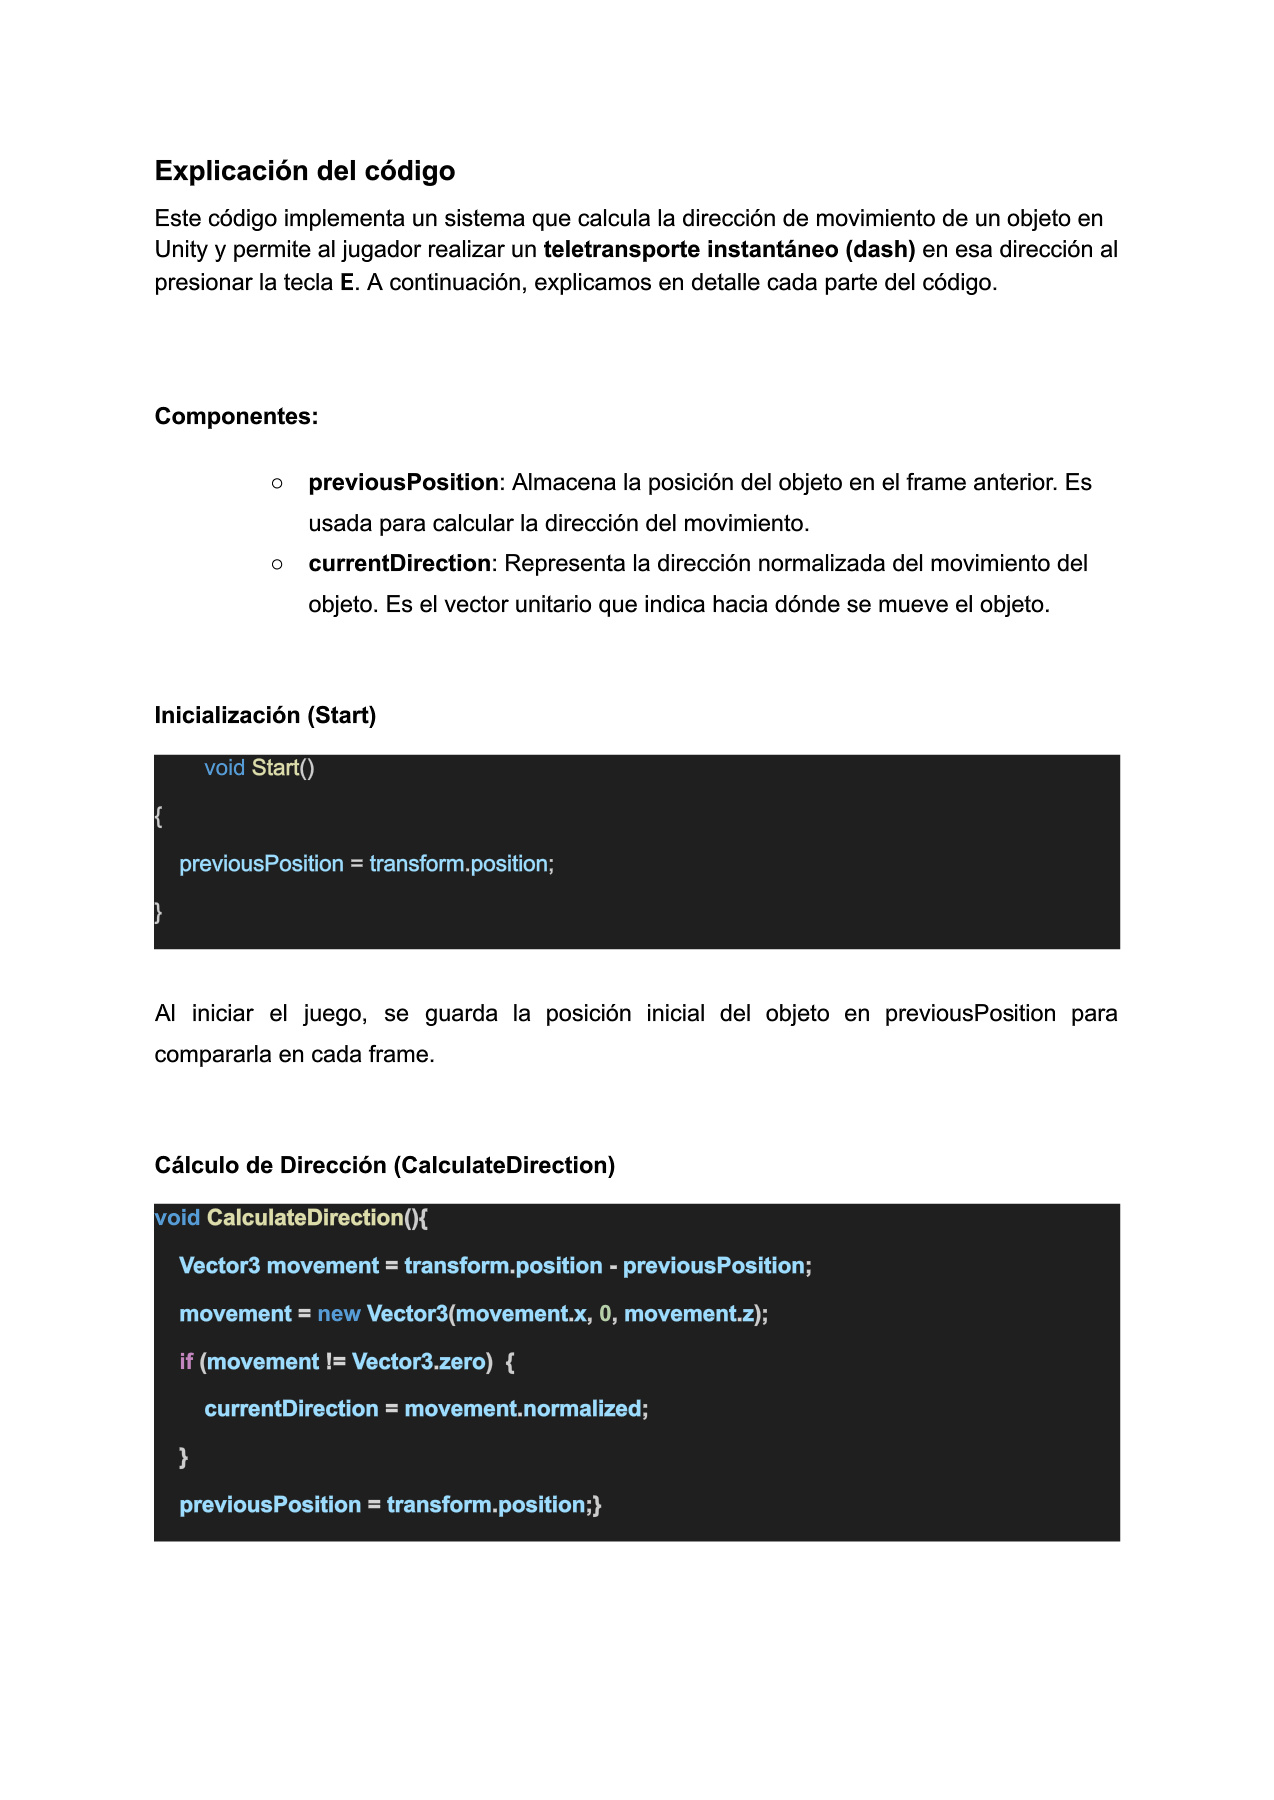 Explicación del código
Este código implementa un sistema que calcula la dirección de movimiento de un objeto en
Unity y permite al jugador realizar un teletransporte instantáneo (dash) en esa dirección al
presionar la tecla E. A continuación, explicamos en detalle cada parte del código.
Componentes:
○ previousPosition: Almacena la posición del objeto en el frame anterior. Es
usada para calcular la dirección del movimiento.
○ currentDirection: Representa la dirección normalizada del movimiento del
objeto. Es el vector unitario que indica hacia dónde se mueve el objeto.
Inicialización (Start)
void Start()
{
previousPosition = transform.position;
}
Al iniciar el juego, se guarda la posición inicial del objeto en previousPosition para
compararla en cada frame.
Cálculo de Dirección (CalculateDirection)
void CalculateDirection(){
Vector3 movement = transform.position - previousPosition;
movement = new Vector3(movement.x, 0, movement.z);
if (movement != Vector3.zero) {
currentDirection = movement.normalized;
}
previousPosition = transform.position;}